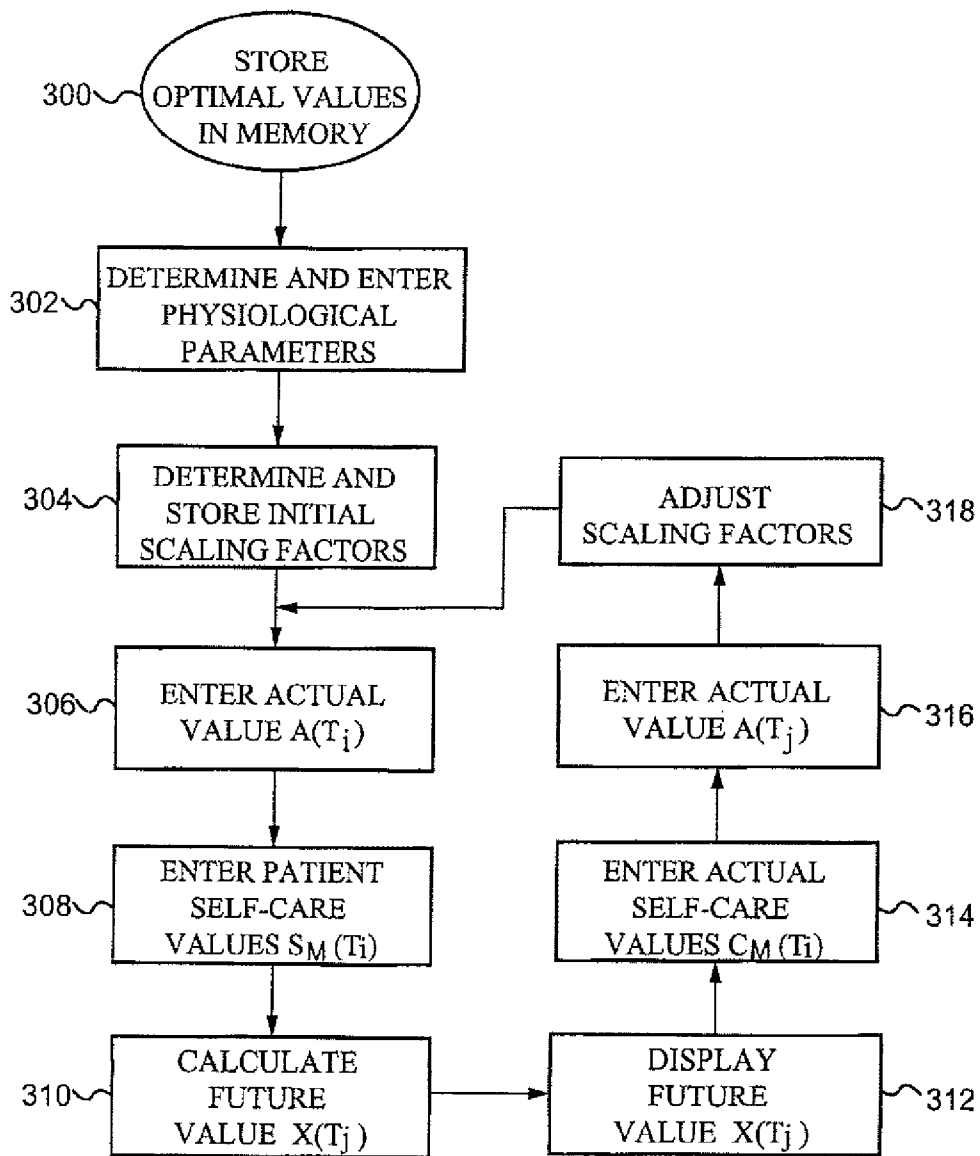 300
STORE
OPTIMAL VALUES
IN MEMORY
302
DETERMINE AND ENTER
PHYSIOLOGICAL
PARAMETERS
304
DETERMINE AND
STORE INITIAL
SCALING FACTORS
306
ENTER ACTUAL
VALUE A(Ti)
308
ENTER PATIENT
SELF-CARE
VALUES SM(Ti)
310
CALCULATE
FUTURE
VALUE X(Tj)
DISPLAY
FUTURE
VALUE X(Tj)
312
ENTER ACTUAL
SELF-CARE
VALUES CM(Ti)
314
ENTER ACTUAL
VALUE A(Tj)
316
ADJUST
SCALING FACTORS
318